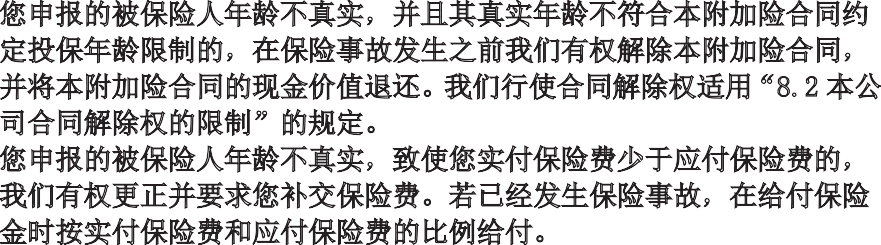 您申报的被保险人年龄不真实，并且其真实年龄不符合本附加险合同约
定投保年龄限制的，在保险事故发生之前我们有权解除本附加险合同，
并将本附加险合同的现金价值退还。我们行使合同解除权适用“8.2 本公
司合同解除权的限制”的规定。
您申报的被保险人年龄不真实，致使您实付保险费少于应付保险费的，
我们有权更正并要求您补交保险费。若已经发生保险事故，在给付保险
金时按实付保险费和应付保险费的比例给付。